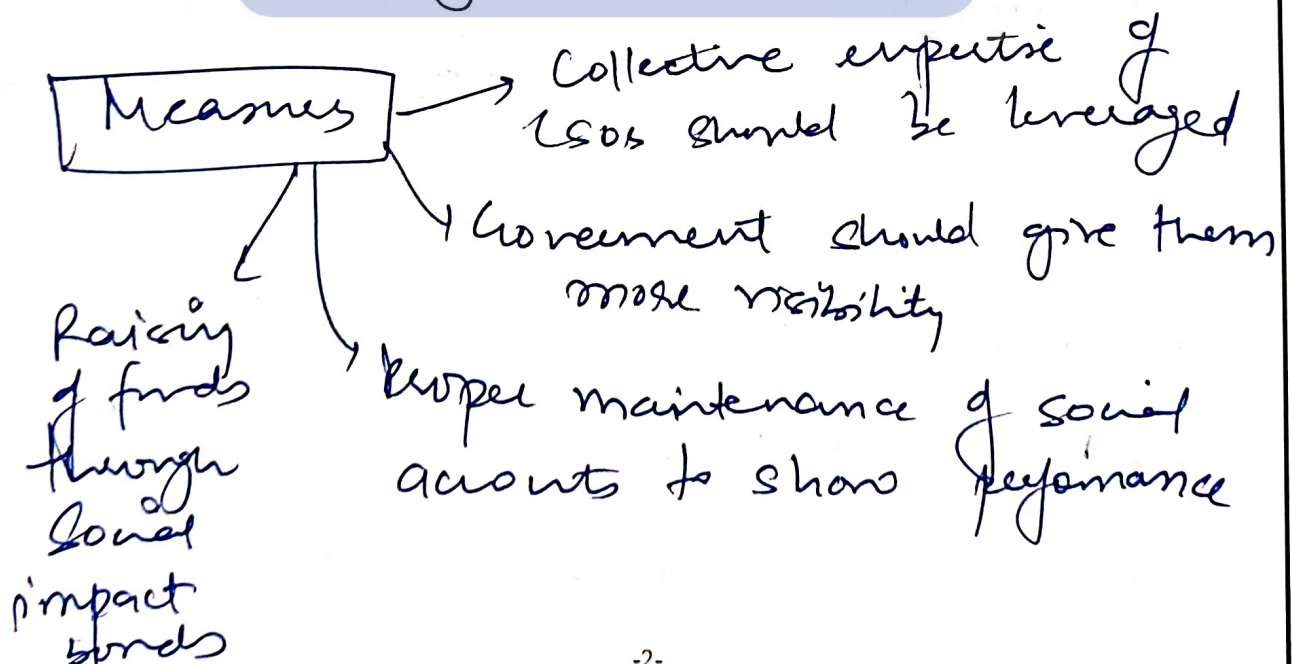 Measures
Collective expertise of
CSOs should be leveraged
Government should give them
more visibility
Proper maintenance of social
accounts to show performance
Raising
of funds
through
Social
impact
bonds
-2-